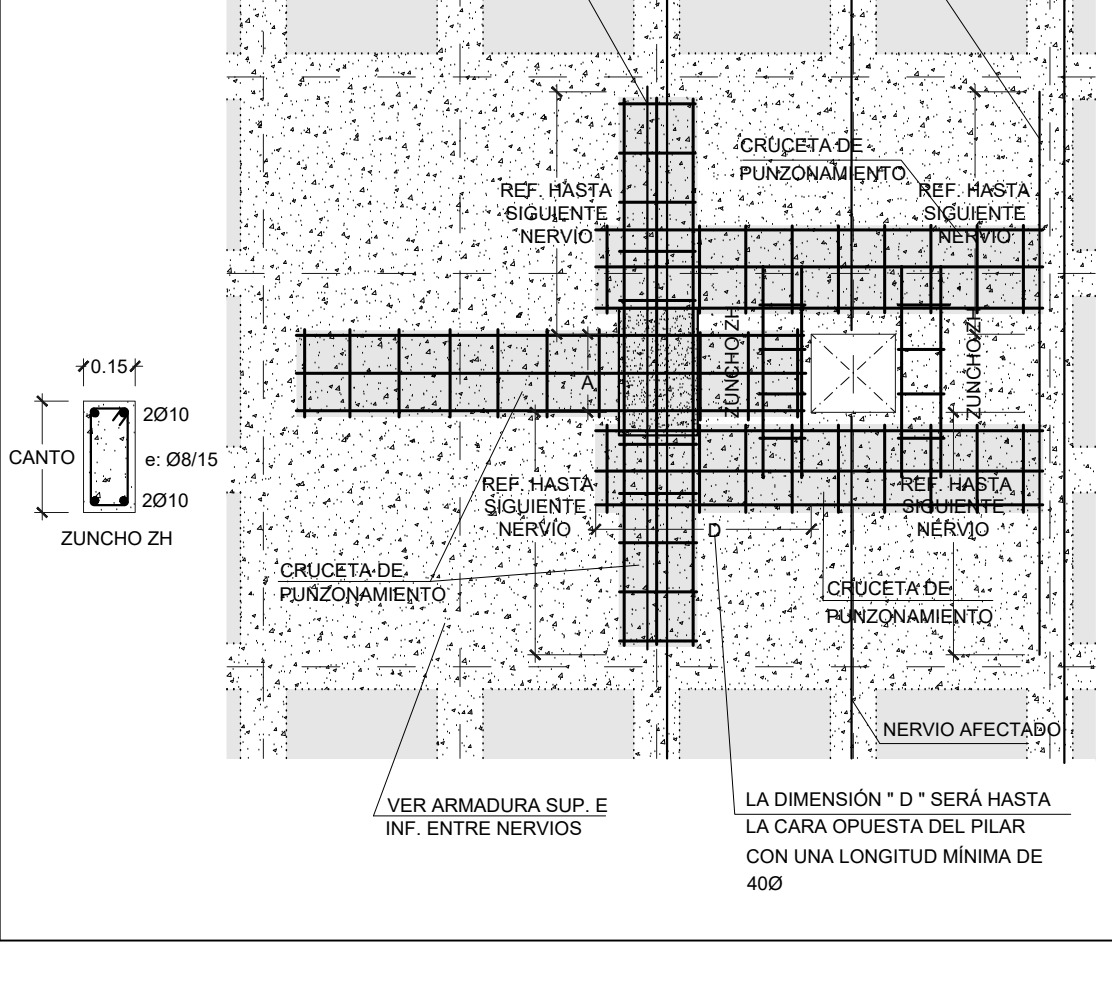 CRUCETA DE
PUNZONAMIENTO
REF. HASTA
SIGUIENTE
NERVIO
REF. HASTA
SIGUIENTE
NERVIO
ZUNCHO ZH
ZUNCHO ZH
A
0.15
2Ø10
CANTO
e: Ø8/15
2Ø10
ZUNCHO ZH
REF. HASTA
SIGUIENTE
NERVIO
REF. HASTA
SIGUIENTE
NERVIO
D
CRUCETA DE
PUNZONAMIENTO
CRUCETA DE
PUNZONAMIENTO
NERVIO AFECTADO
VER ARMADURA SUP. E
INF. ENTRE NERVIOS
LA DIMENSIÓN " D " SERÁ HASTA
LA CARA OPUESTA DEL PILAR
CON UNA LONGITUD MÍNIMA DE
40Ø